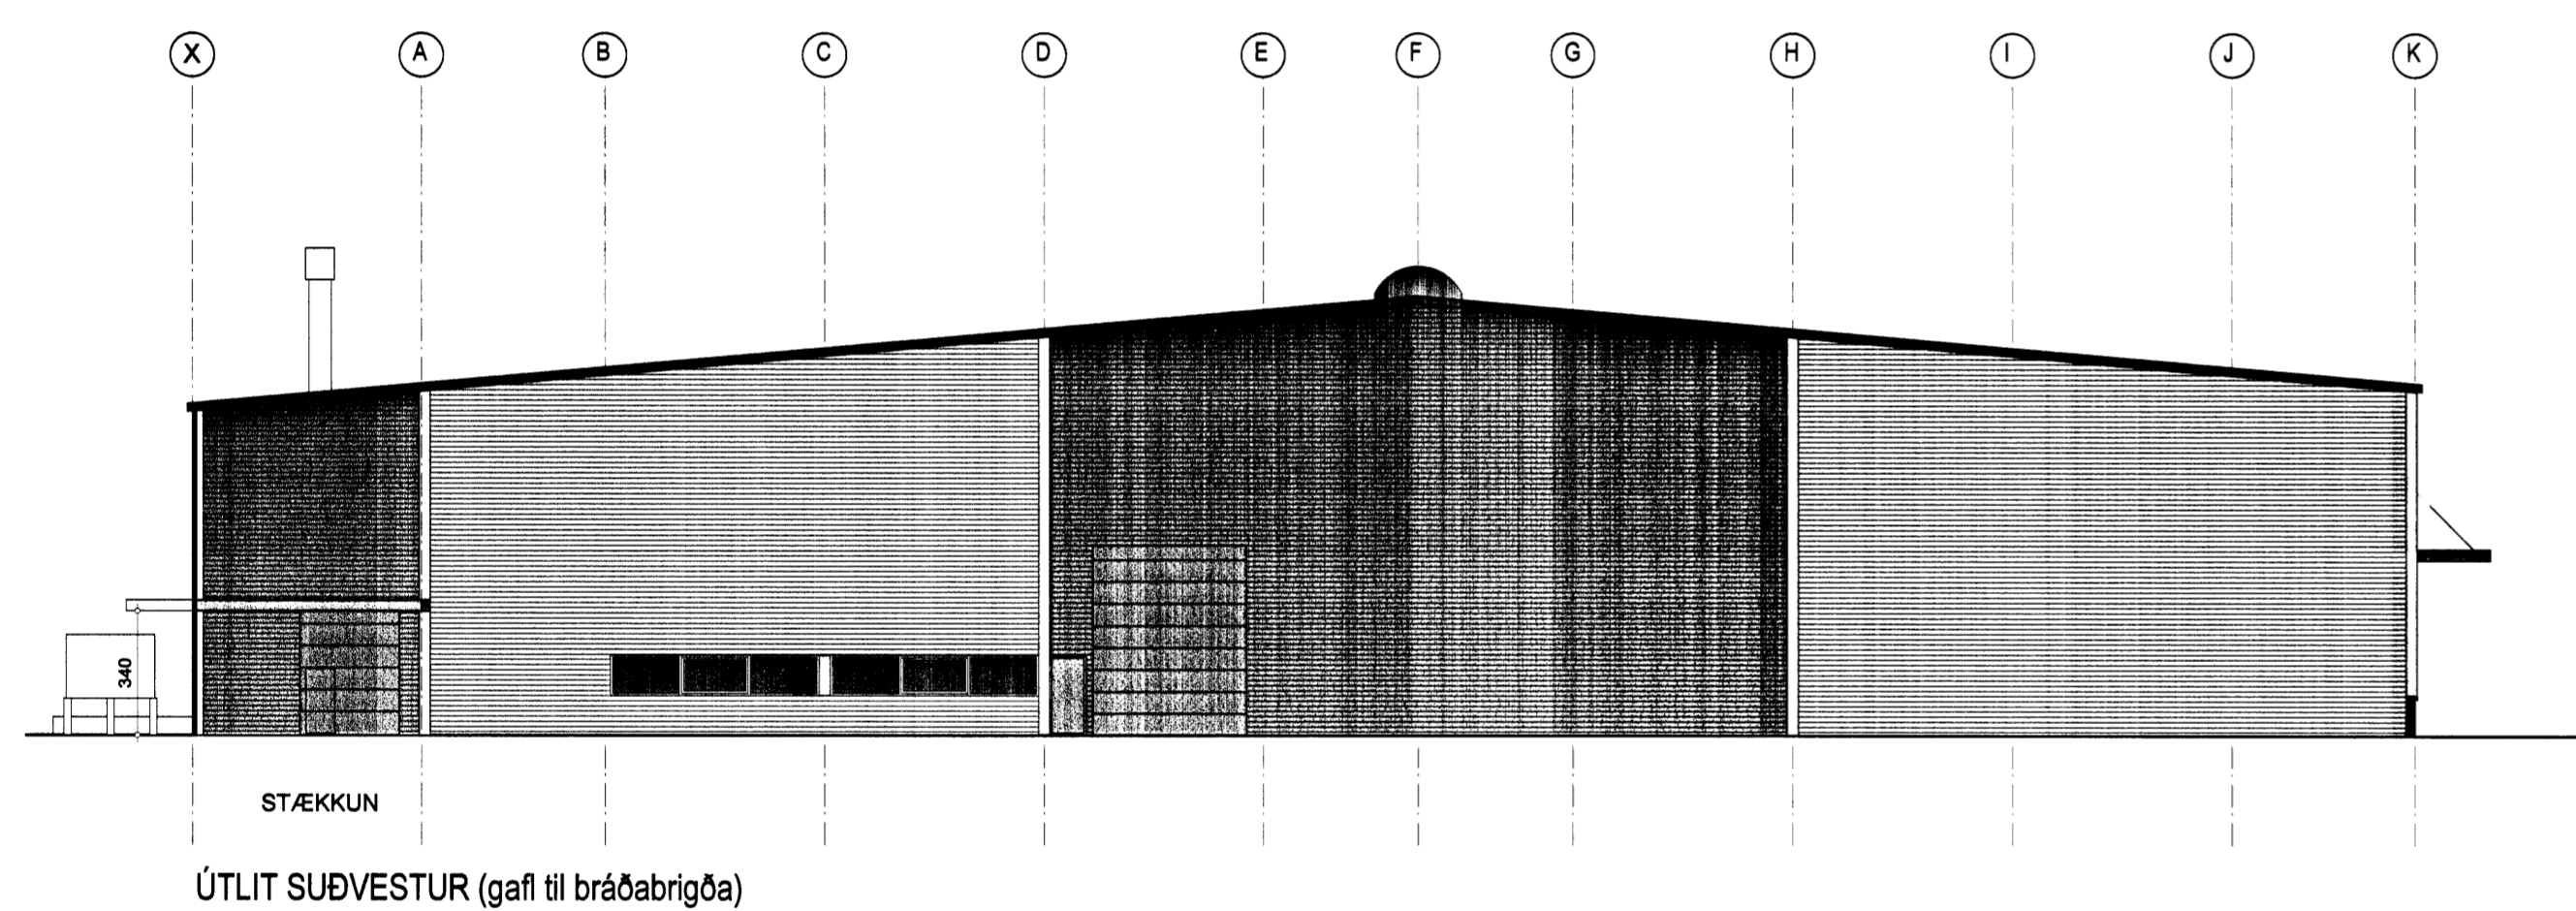 X A B C D E F G H I J K
340
STÆKKUN
ÚTLIT SUÐVESTUR (gafl til bráðabrigða)